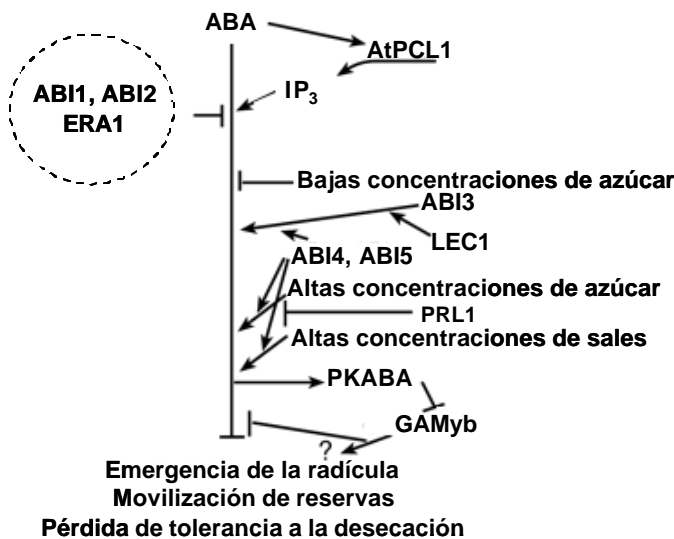 ABA
AtPCL1
IP3
ABI1, ABI2
ERA1
Bajas concentraciones de azúcar
ABI3
LEC1
ABI4, ABI5
Altas concentraciones de azúcar
PRL1
Altas concentraciones de sales
PKABA
GAMyb
?
Emergencia de la radícula
Movilización de reservas
Pérdida de tolerancia a la desecación